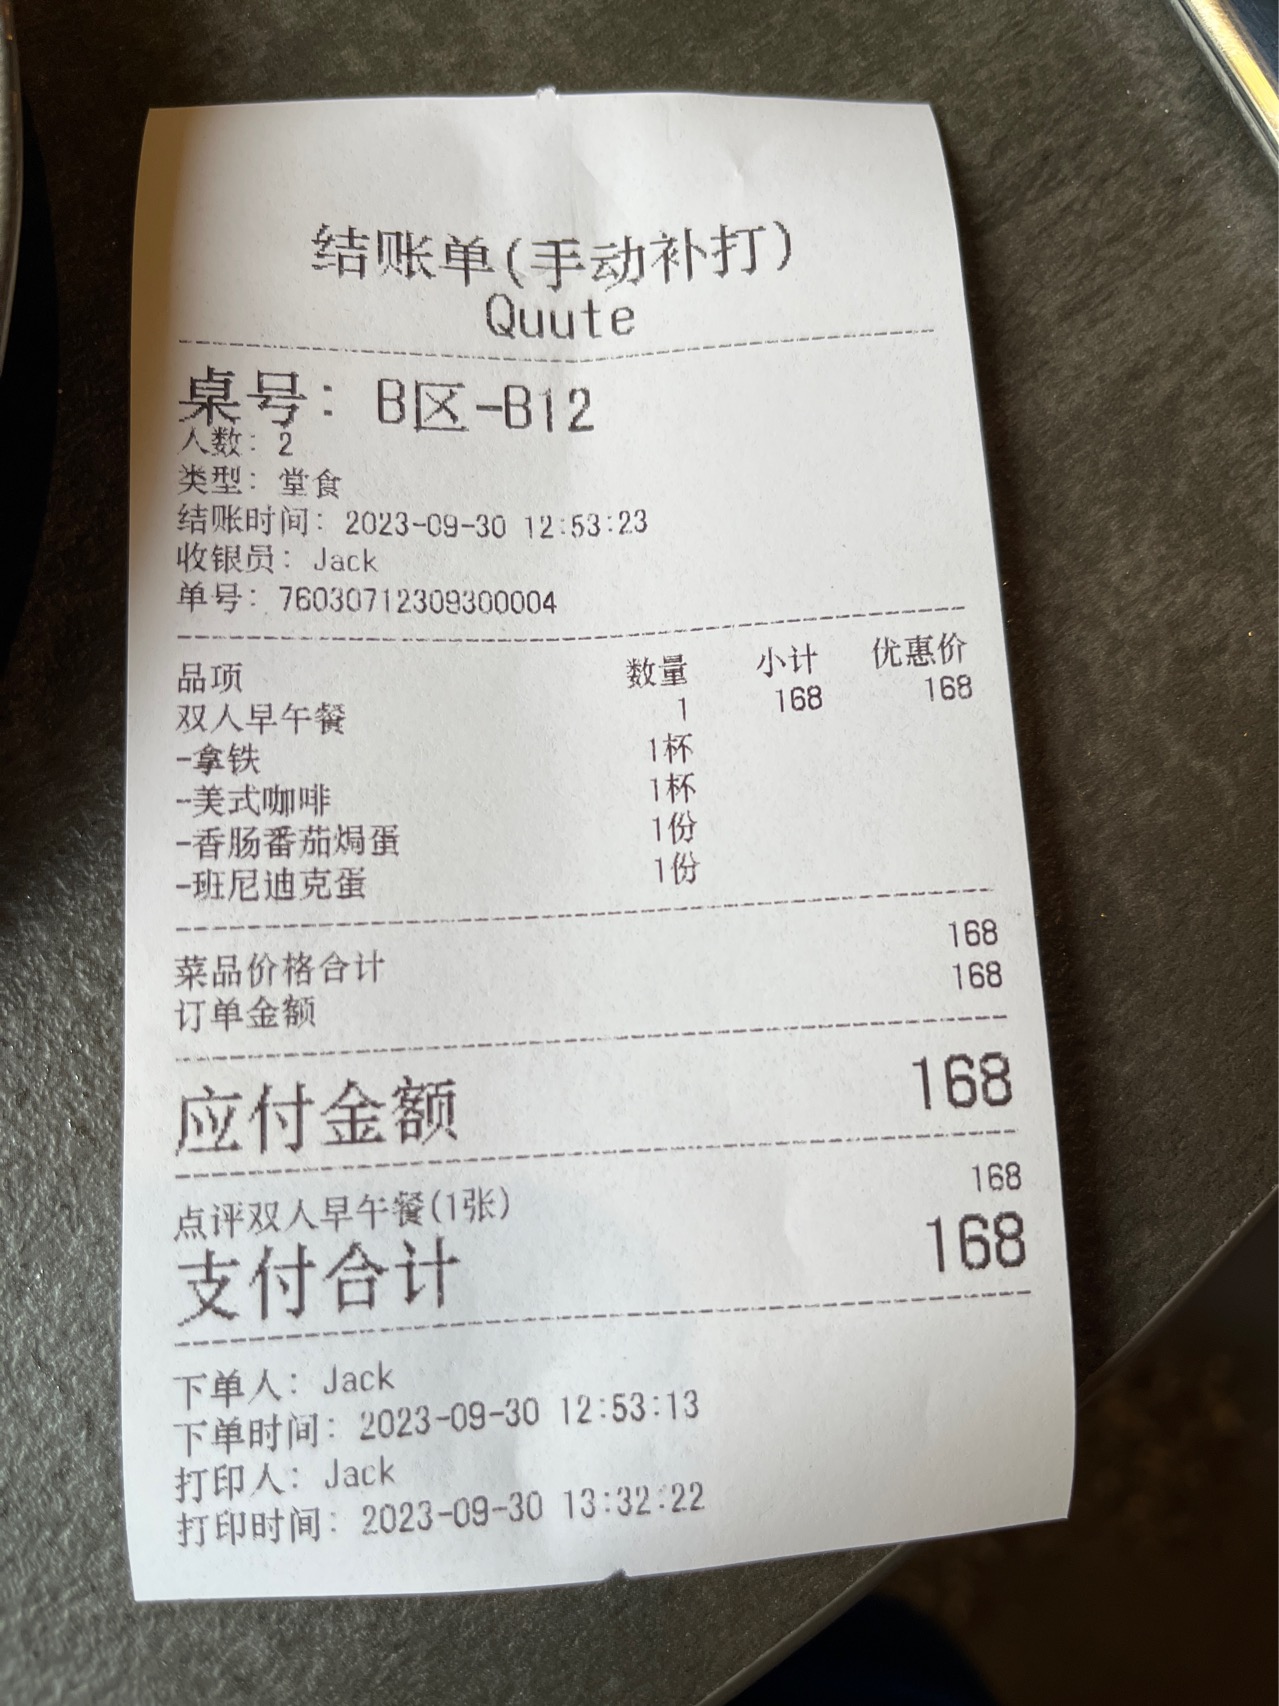 结账单(手动补打)
Quute
桌号: B区-B12
人数: 2
类型: 堂食
结账时间: 2023-09-30 12:53:23
收银员: Jack
单号: 76030712309300004
品项 数量 小计 优惠价
双人早午餐 1 168 168
-拿铁 1杯
-美式咖啡 1杯
-香肠番茄焗蛋 1份
-班尼迪克蛋 1份
菜品价格合计 168
订单金额 168
应付金额 168
点评双人早午餐(1张) 168
支付合计 168
下单人: Jack
下单时间: 2023-09-30 12:53:13
打印人: Jack
打印时间: 2023-09-30 13:32:22